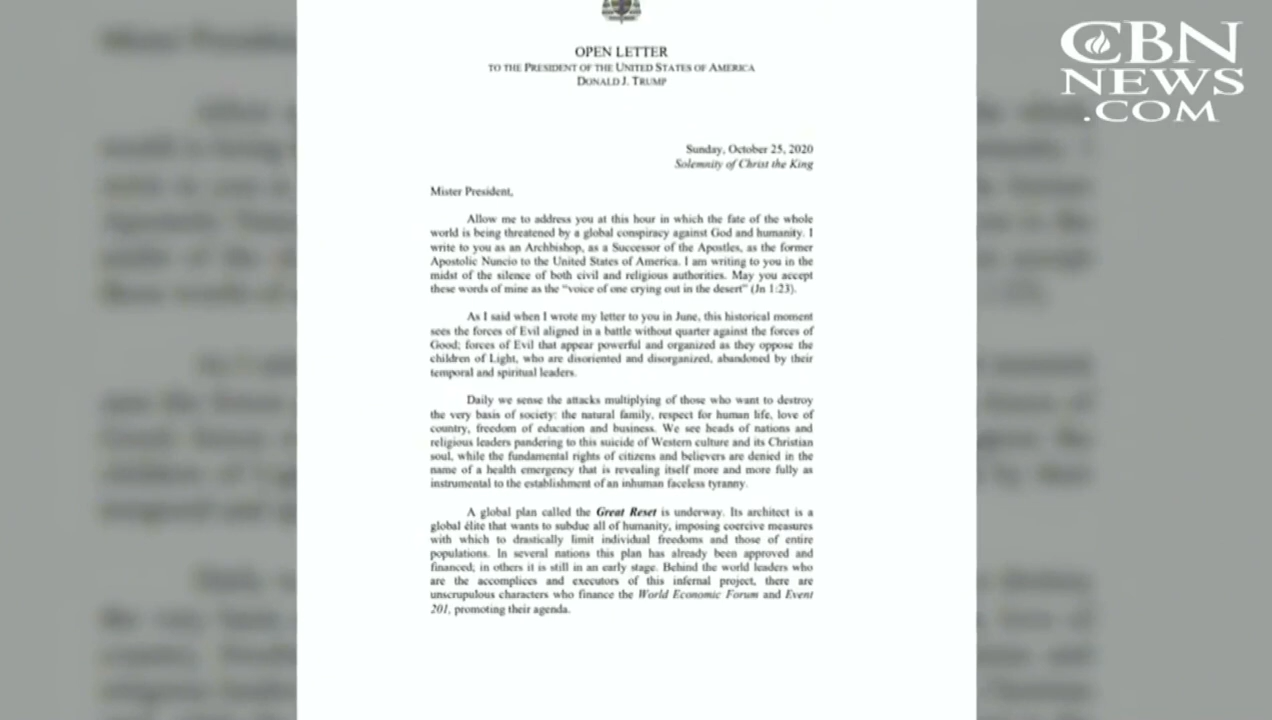 CBN
NEWS
.COM
OPEN LETTER
TO THE PRESIDENT OF THE UNITED STATES OF AMERICA
DONALD J. TRUMP
Sunday, October 25, 2020
Solemnity of Christ the King
Mister President,
Allow me to address you at this hour in which the fate of the whole
world is being threatened by a global conspiracy against God and humanity. I
write to you as an Archbishop, as a Successor of the Apostles, as the former
Apostolic Nuncio to the United States of America. I am writing to you in the
midst of the silence of both civil and religious authorities. May you accept
these words of mine as the “voice of one crying out in the desert” (Jn 1:23).
As I said when I wrote my letter to you in June, this historical moment
sees the forces of Evil aligned in a battle without quarter against the forces of
Good; forces of Evil that appear powerful and organized as they oppose the
children of Light, who are disoriented and disorganized, abandoned by their
temporal and spiritual leaders.
Daily we sense the attacks multiplying of those who want to destroy
the very basis of society: the natural family, respect for human life, love of
country, freedom of education and business. We see heads of nations and
religious leaders pandering to this suicide of Western culture and its Christian
soul, while the fundamental rights of citizens and believers are denied in the
name of a health emergency that is revealing itself more and more fully as
instrumental to the establishment of an inhuman faceless tyranny.
A global plan called the Great Reset is underway. Its architect is a
global élite that wants to subdue all of humanity, imposing coercive measures
with which to drastically limit individual freedoms and those of entire
populations. In several nations this plan has already been approved and
financed; in others it is still in an early stage. Behind the world leaders who
are the accomplices and executors of this infernal project, there are
unscrupulous characters who finance the World Economic Forum and Event
201, promoting their agenda.